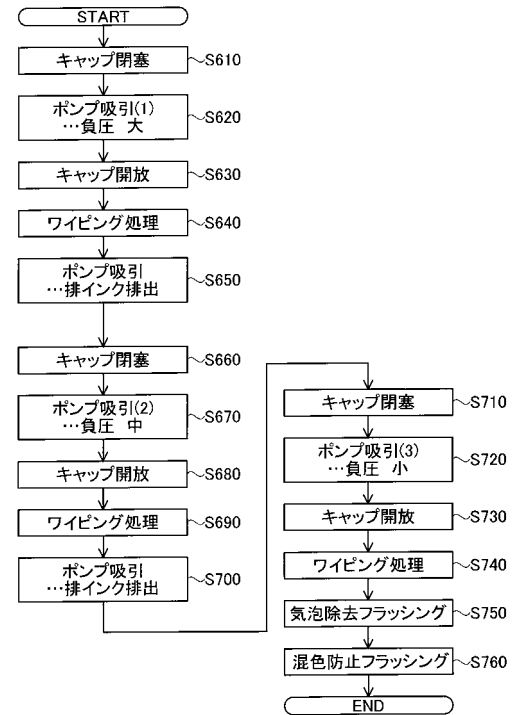 START
キャップ閉塞
S610
ポンプ吸引(1)
…負圧 大
S620
キャップ開放
S630
ワイピング処理
S640
ポンプ吸引
…排インク排出
S650
キャップ閉塞
S660
ポンプ吸引(2)
…負圧 中
S670
キャップ開放
S680
ワイピング処理
S690
ポンプ吸引
…排インク排出
S700
キャップ閉塞
S710
ポンプ吸引(3)
…負圧 小
S720
キャップ開放
S730
ワイピング処理
S740
気泡除去フラッシング
S750
混色防止フラッシング
S760
END